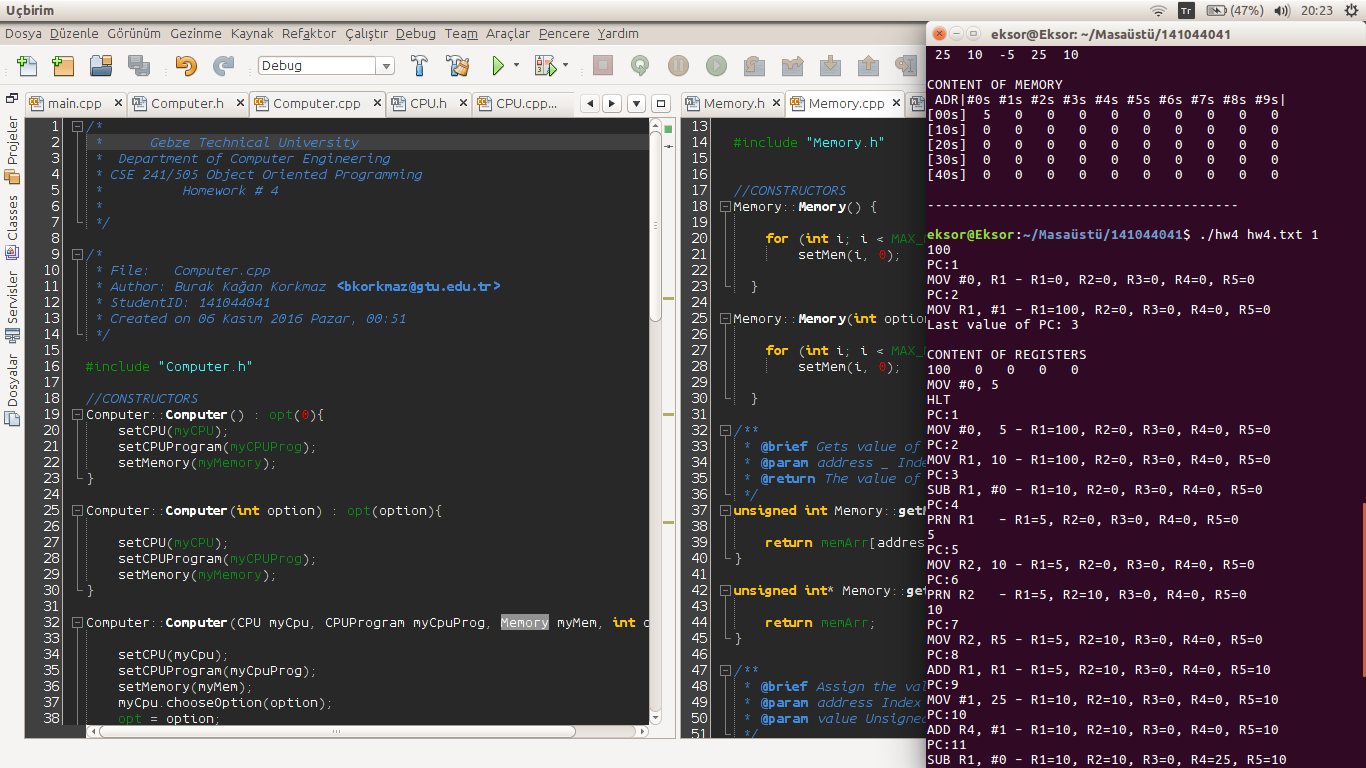 Uçbirim
Tr
(47%)
20:23
Dosya Düzenle Görünüm Gezinme Kaynak Refaktor Çalıştır Debug Team Araçlar Pencere Yardım
Debug
Projeler
Classes
Servisler
Dosyalar
main.cpp
Computer.h
Computer.cpp
CPU.h
CPU.cpp...
1 /*
2 * Gebze Technical University
3 * Department of Computer Engineering
4 * CSE 241/505 Object Oriented Programming
5 * Homework # 4
6 *
7 */
8
9 /*
10 * File: Computer.cpp
11 * Author: Burak Kağan Korkmaz <bkorkmaz@gtu.edu.tr>
12 * StudentID: 141044041
13 * Created on 06 Kasım 2016 Pazar, 00:51
14 */
15
16 #include "Computer.h"
17
18 //CONSTRUCTORS
19 Computer::Computer() : opt(0){
20 setCPU(myCPU);
21 setCPUProgram(myCPUProg);
22 setMemory(myMemory);
23 }
24
25 Computer::Computer(int option) : opt(option){
26
27 setCPU(myCPU);
28 setCPUProgram(myCPUProg);
29 setMemory(myMemory);
30 }
31
32 Computer::Computer(CPU myCpu, CPUProgram myCpuProg, Memory myMem, int
33
34 setCPU(myCpu);
35 setCPUProgram(myCpuProg);
36 setMemory(myMem);
37 myCpu.chooseOption(option);
38 opt = option;
Memory.h
Memory.cpp
13
14 #include "Memory.h"
15
16
17 //CONSTRUCTORS
18 Memory::Memory() {
19
20 for (int i; i < MAX_
21 setMem(i, 0);
22
23 }
24
25 Memory::Memory(int option
26
27 for (int i; i < MAX_
28 setMem(i, 0);
29
30 }
31
32 /**
33 * @brief Gets value of
34 * @param address _ Inde
35 * @return The value of
36 */
37 unsigned int Memory::get
38
39 return memArr[addres
40 }
41
42 unsigned int* Memory::ge
43
44 return memArr;
45 }
46
47 /**
48 * @brief Assign the va
49 * @param address Index
50 * @param value Unsigne
51 */
eksor@Eksor: ~/Masaüstü/141044041
25 10 -5 25 10
CONTENT OF MEMORY
ADR|#0s #1s #2s #3s #4s #5s #6s #7s #8s #9s|
[00s] 5 0 0 0 0 0 0 0 0 0
[10s] 0 0 0 0 0 0 0 0 0 0
[20s] 0 0 0 0 0 0 0 0 0 0
[30s] 0 0 0 0 0 0 0 0 0 0
[40s] 0 0 0 0 0 0 0 0 0 0
---------------------------------------
eksor@Eksor:~/Masaüstü/141044041$ ./hw4 hw4.txt 1
100
PC:1
MOV #0, R1 - R1=0, R2=0, R3=0, R4=0, R5=0
PC:2
MOV R1, #1 - R1=100, R2=0, R3=0, R4=0, R5=0
Last value of PC: 3
CONTENT OF REGISTERS
100 0 0 0 0
MOV #0, 5
HLT
PC:1
MOV #0, 5 - R1=100, R2=0, R3=0, R4=0, R5=0
PC:2
MOV R1, 10 - R1=100, R2=0, R3=0, R4=0, R5=0
PC:3
SUB R1, #0 - R1=10, R2=0, R3=0, R4=0, R5=0
PC:4
PRN R1 - R1=5, R2=0, R3=0, R4=0, R5=0
5
PC:5
MOV R2, 10 - R1=5, R2=0, R3=0, R4=0, R5=0
PC:6
PRN R2 - R1=5, R2=10, R3=0, R4=0, R5=0
10
PC:7
MOV R2, R5 - R1=5, R2=10, R3=0, R4=0, R5=0
PC:8
ADD R1, R1 - R1=5, R2=10, R3=0, R4=0, R5=10
PC:9
MOV #1, 25 - R1=10, R2=10, R3=0, R4=0, R5=10
PC:10
ADD R4, #1 - R1=10, R2=10, R3=0, R4=0, R5=10
PC:11
SUB R1, #0 - R1=10, R2=10, R3=0, R4=25, R5=10